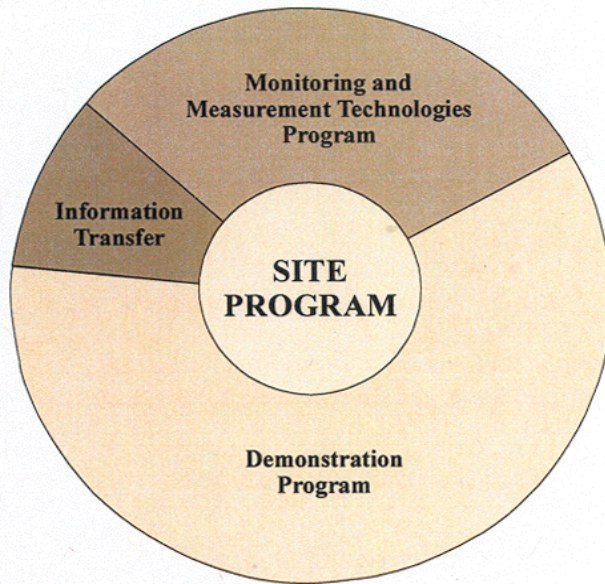 Monitoring and
Measurement Technologies
Program
Information
Transfer
SITE
PROGRAM
Demonstration
Program